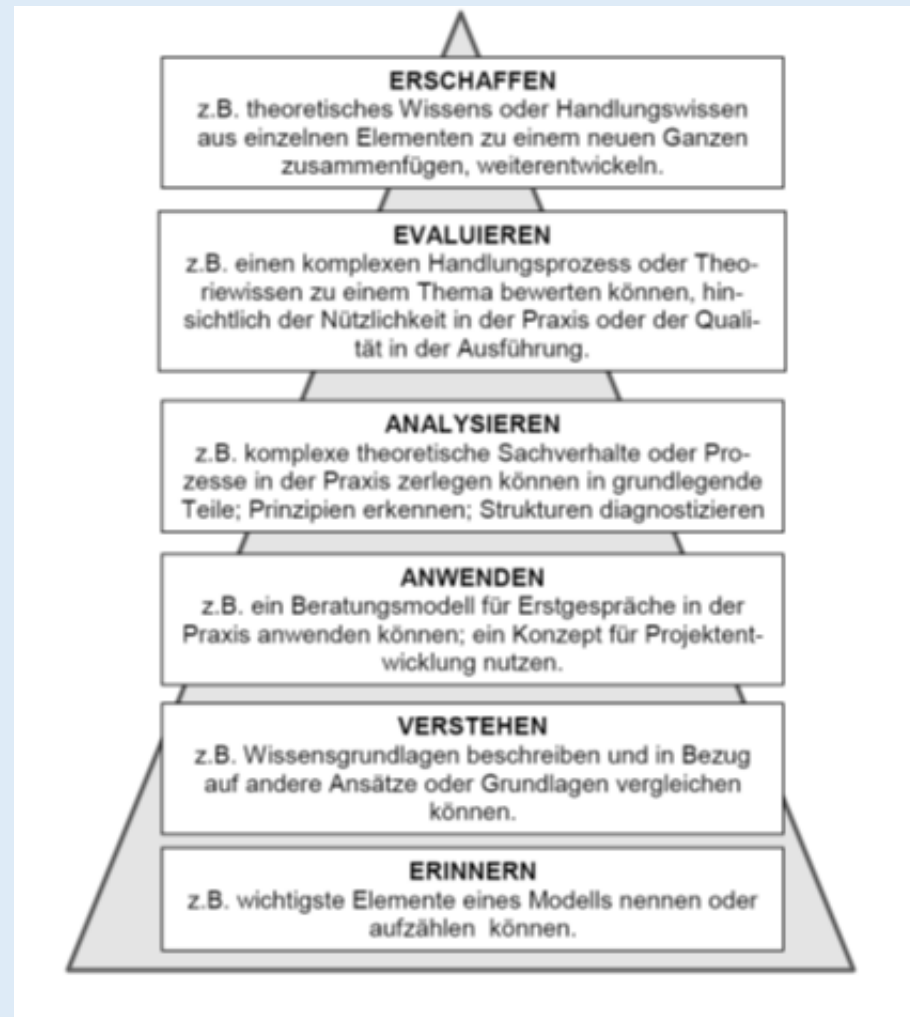 ERSCHAFFEN
z.B. theoretisches Wissens oder Handlungswissen
aus einzelnen Elementen zu einem neuen Ganzen
zusammenfügen, weiterentwickeln.
EVALUIEREN
z.B. einen komplexen Handlungsprozess oder Theo-
riewissen zu einem Thema bewerten können, hin-
sichtlich der Nützlichkeit in der Praxis oder der Quali-
tät in der Ausführung.
ANALYSIEREN
z.B. komplexe theoretische Sachverhalte oder Pro-
zesse in der Praxis zerlegen können in grundlegende
Teile; Prinzipien erkennen; Strukturen diagnostizieren
ANWENDEN
z.B. ein Beratungsmodell für Erstgespräche in der
Praxis anwenden können; ein Konzept für Projektent-
wicklung nutzen.
VERSTEHEN
z.B. Wissensgrundlagen beschreiben und in Bezug
auf andere Ansätze oder Grundlagen vergleichen
können.
ERINNERN
z.B. wichtigste Elemente eines Modells nennen oder
aufzählen können.